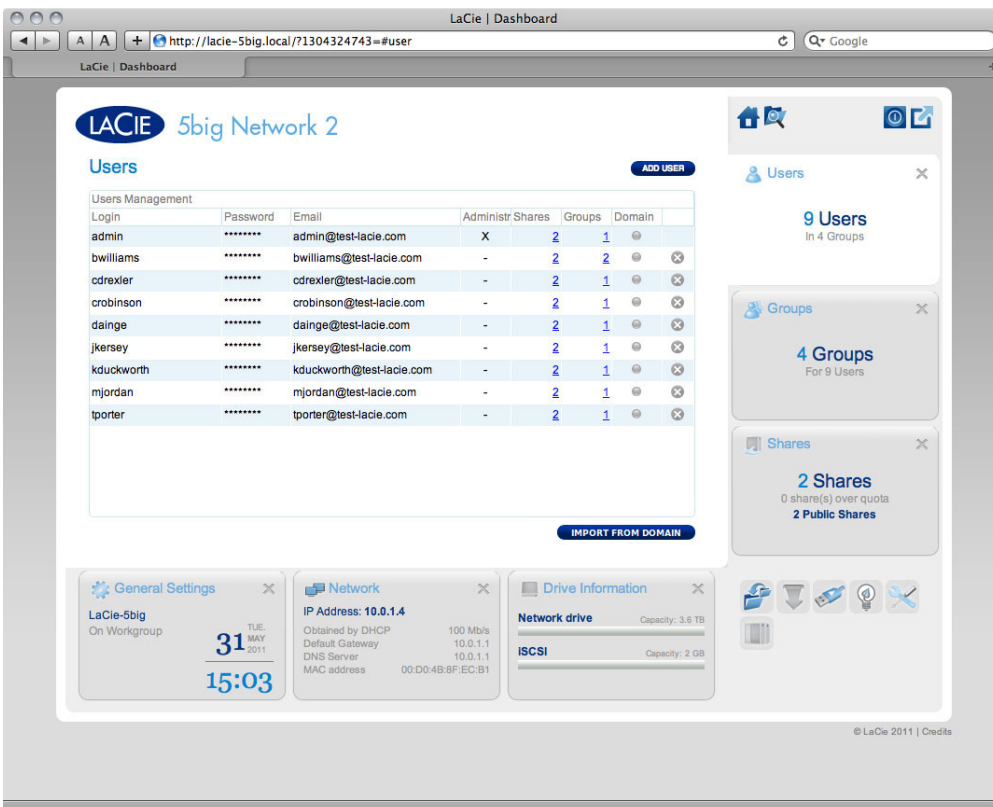 LaCie | Dashboard
A A + http://lacie-5big.local/?1304324743=#user Google
LaCie | Dashboard
LACIE 5big Network 2
Users
ADD USER
Users Management
Login Password Email Administr Shares Groups Domain
admin ******** admin@test-lacie.com X 2 1
bwilliams ******** bwilliams@test-lacie.com - 2 2
cdrexler ******** cdrexler@test-lacie.com - 2 1
crobinson ******** crobinson@test-lacie.com - 2 1
dainge ******** dainge@test-lacie.com - 2 1
jkersey ******** jkersey@test-lacie.com - 2 1
kduckworth ******** kduckworth@test-lacie.com - 2 1
mjordan ******** mjordan@test-lacie.com - 2 1
tporter ******** tporter@test-lacie.com - 2 1
IMPORT FROM DOMAIN
Users
9 Users
In 4 Groups
Groups
4 Groups
For 9 Users
Shares
2 Shares
0 share(s) over quota
2 Public Shares
General Settings
LaCie-5big
On Workgroup
31 TUE. MAY 2011
15:03
Network
IP Address: 10.0.1.4
Obtained by DHCP 100 Mb/s
Default Gateway 10.0.1.1
DNS Server 10.0.1.1
MAC address 00:D0:4B:8F:EC:B1
Drive Information
Network drive Capacity: 3.6 TB
iSCSI Capacity: 2 GB
© LaCie 2011 | Credits